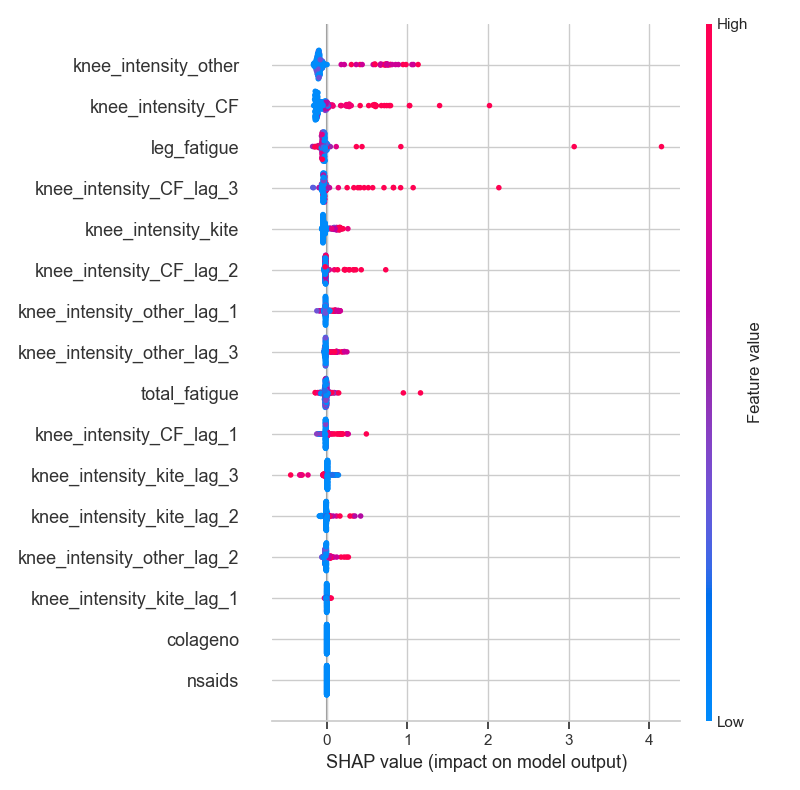 High
knee_intensity_other
knee_intensity_CF
leg_fatigue
knee_intensity_CF_lag_3
knee_intensity_kite
knee_intensity_CF_lag_2
knee_intensity_other_lag_1
knee_intensity_other_lag_3
total_fatigue
knee_intensity_CF_lag_1
knee_intensity_kite_lag_3
knee_intensity_kite_lag_2
knee_intensity_other_lag_2
knee_intensity_kite_lag_1
colageno
nsaids
Feature value
Low
0 1 2 3 4
SHAP value (impact on model output)